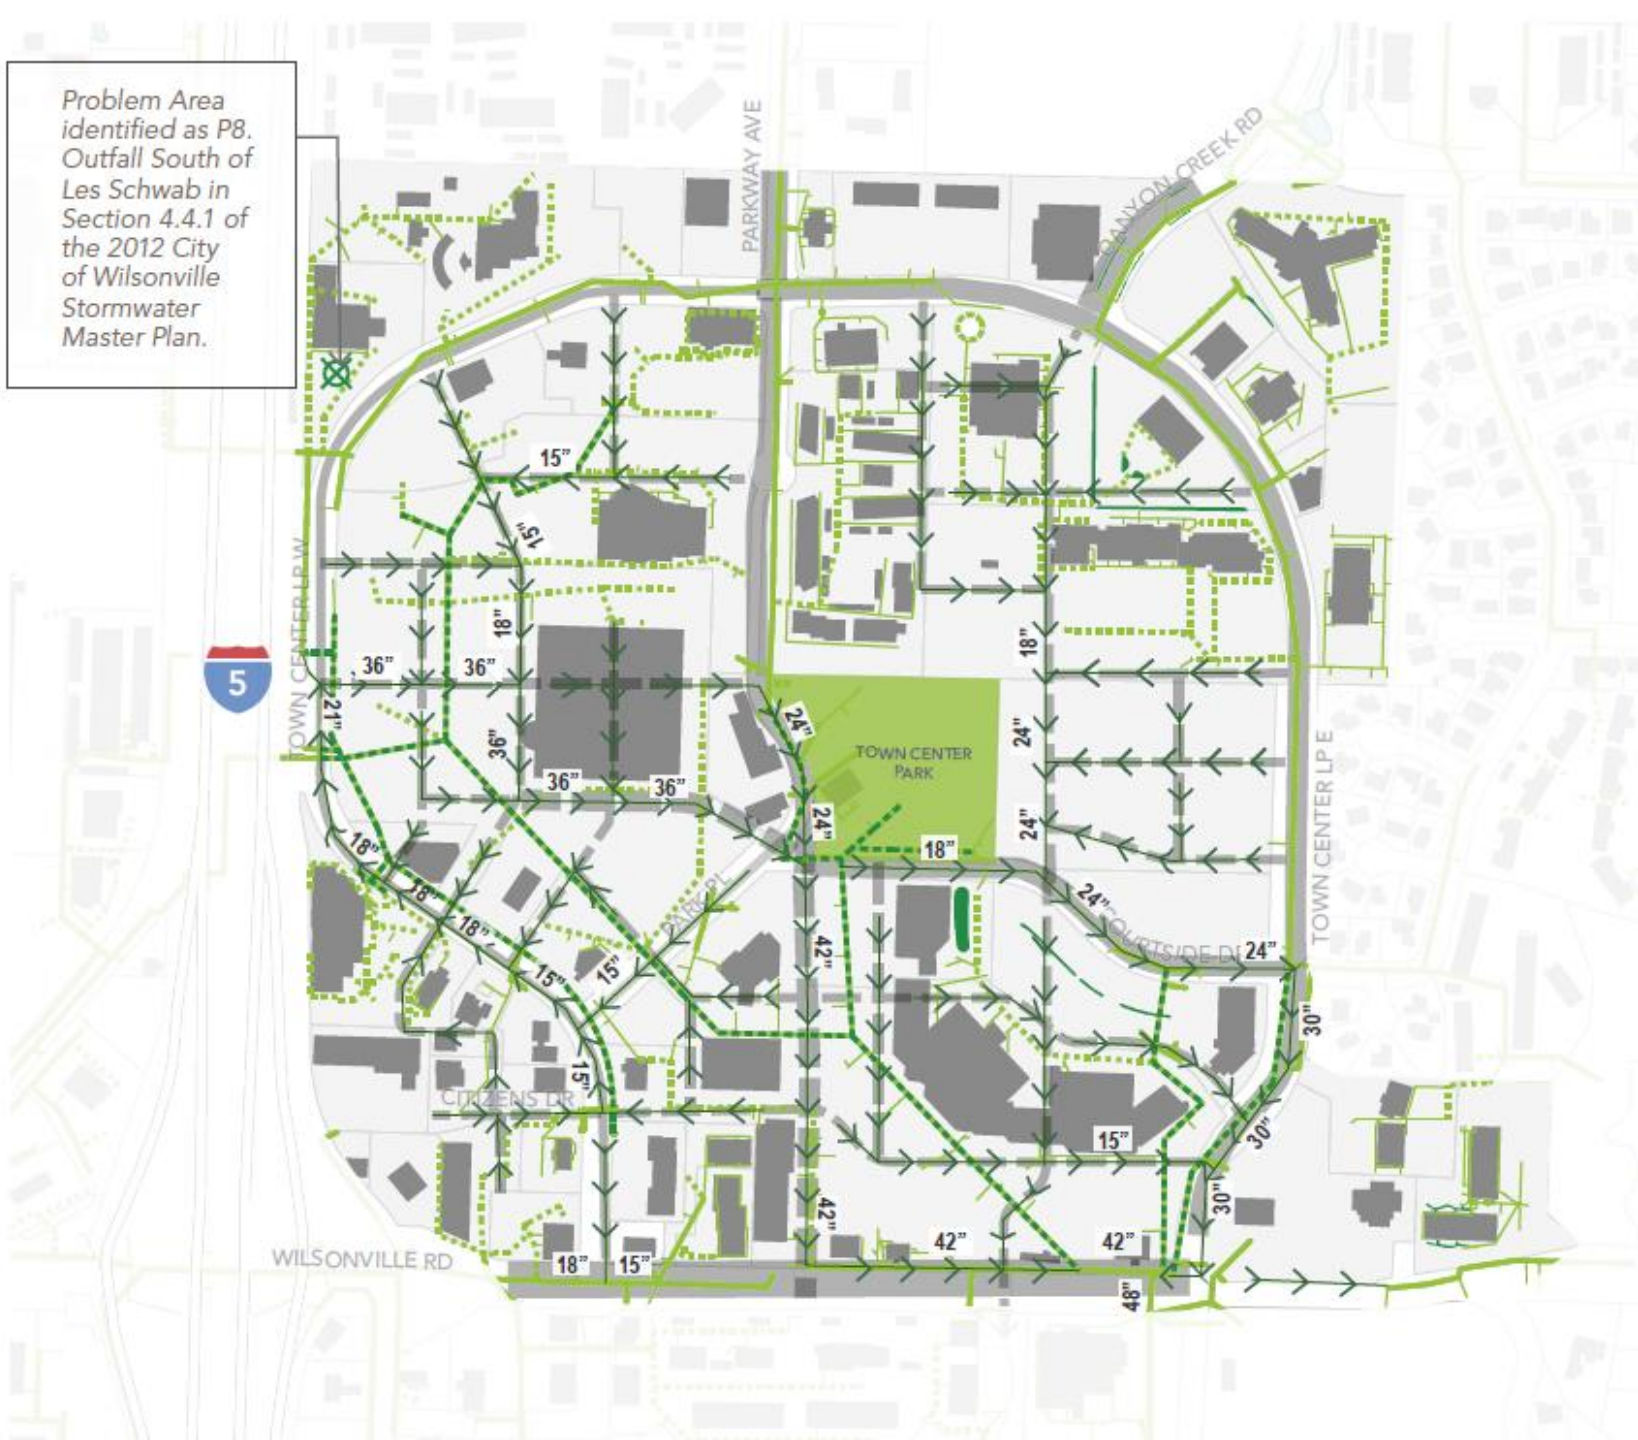 Problem Area
identified as P8.
Outfall South of
Les Schwab in
Section 4.4.1 of
the 2012 City
of Wilsonville
Stormwater
Master Plan.
PARKWAY AVE
CANYON CREEK RD
15"
15"
TOWN CENTER LP W
18"
18"
36"
36"
5
21"
24"
24"
TOWN CENTER
PARK
36"
36"
36"
TOWN CENTER LP E
24"
24"
18"
18"
18"
24"
18"
PARK PL
COURTSIDE DR
24"
42"
15"
15"
30"
15"
CITIZENS DR
15"
30"
30"
42"
WILSONVILLE RD
18"
15"
42"
42"
48"